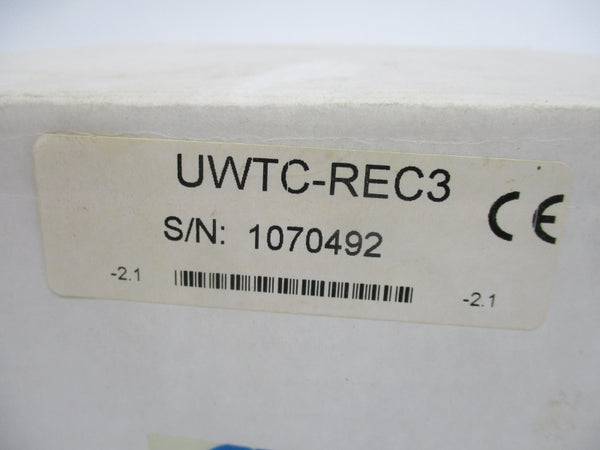 UWTC-REC3
S/N: 1070492
CE
-2.1
-2.1